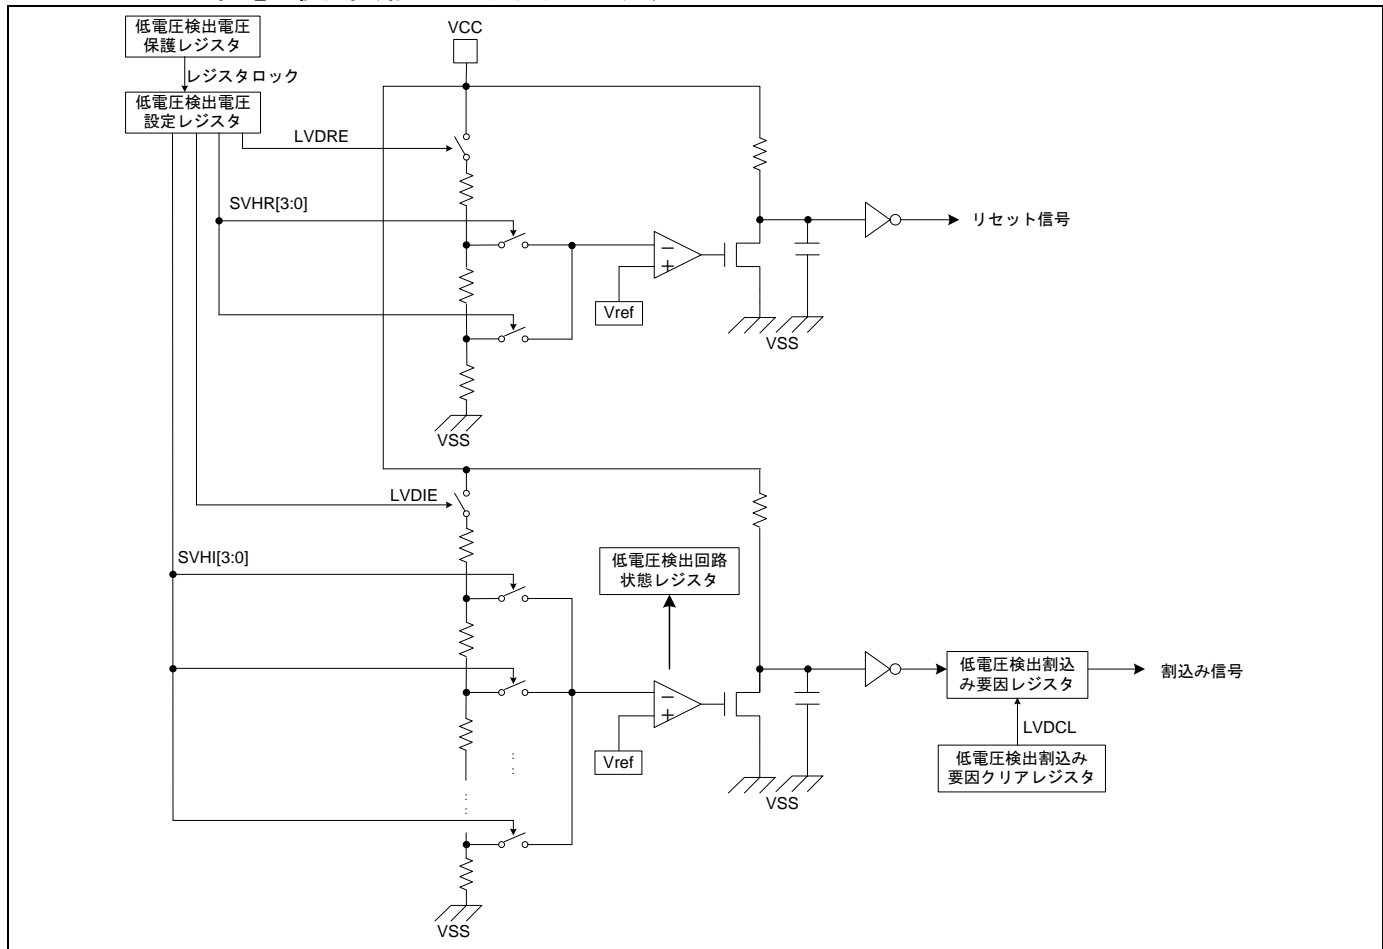 低電圧検出電圧
保護レジスタ
レジスタロック
低電圧検出電圧
設定レジスタ
VCC
LVDRE
SVHR[3:0]
−
+
Vref
リセット信号
VSS
VSS
LVDIE
SVHI[3:0]
低電圧検出回路
状態レジスタ
−
+
Vref
低電圧検出割込
み要因レジスタ
割込み信号
LVDCL
低電圧検出割込み
要因クリアレジスタ
VSS
VSS